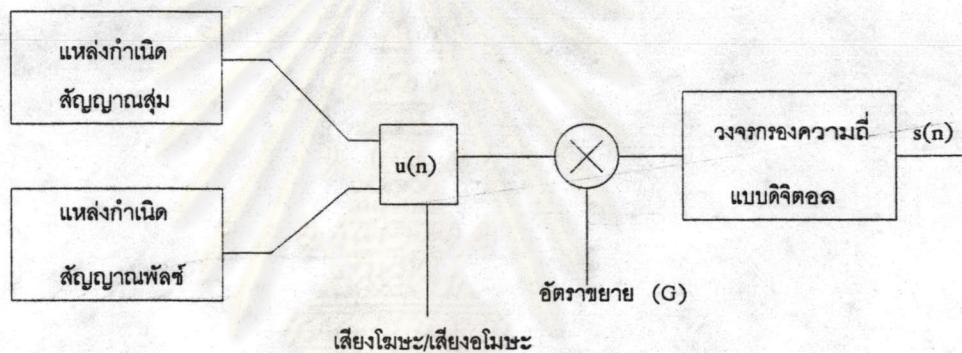 แหล่งกำเนิด
สัญญาณสุ่ม
แหล่งกำเนิด
สัญญาณพัลซ์
u(n)
เสียงโฆษะ/เสียงอโฆษะ
อัตราขยาย (G)
วงจรกรองความถี่
แบบดิจิตอล
s(n)